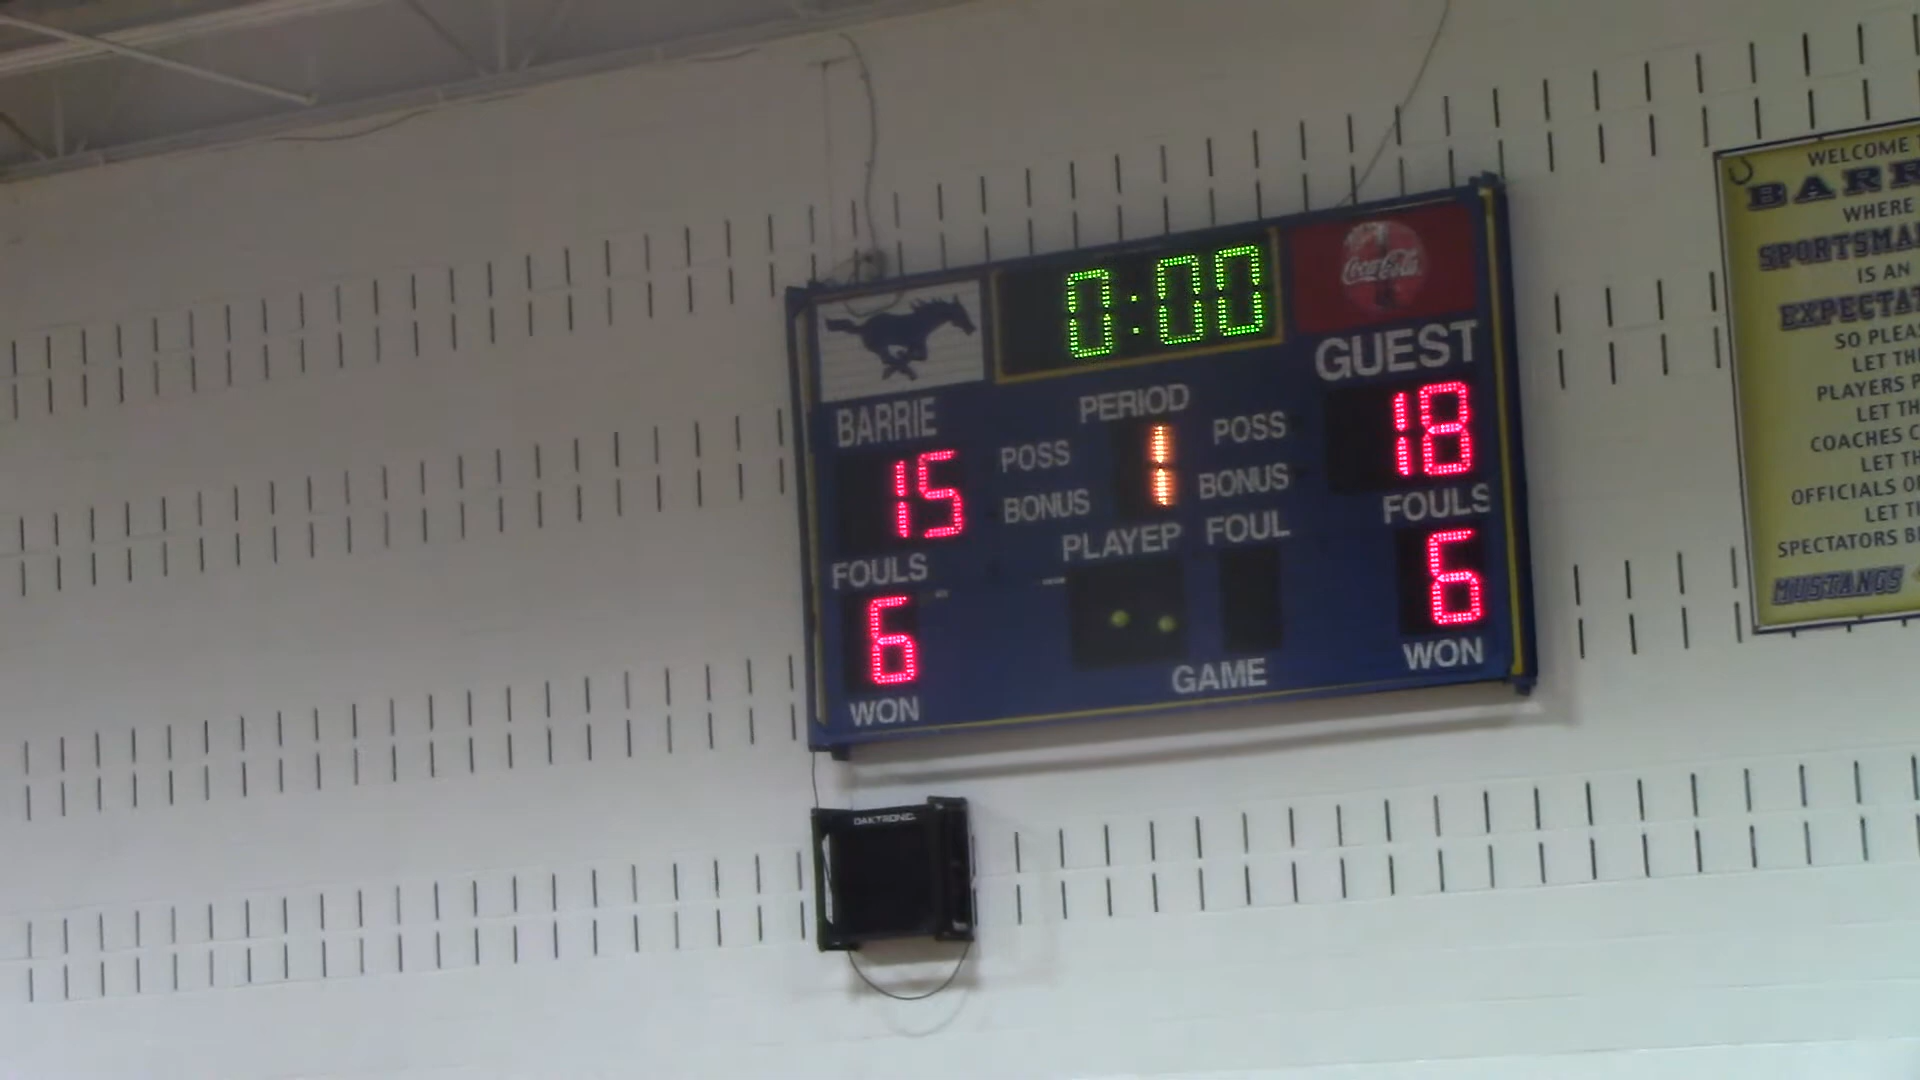 0:00
Coca-Cola
GUEST
BARRIE
PERIOD
15
POSS
1
POSS
18
BONUS
BONUS
FOULS
PLAYER
FOUL
FOULS
6
6
WON
GAME
WON
DAKTRONICS
WELCOME
WHERE
IS AN
SO PLEA
LET TH
PLAYERS P
LET TH
COACHES C
LET TH
OFFICIALS O
LET T
SPECTATORS B
MUSTANGS